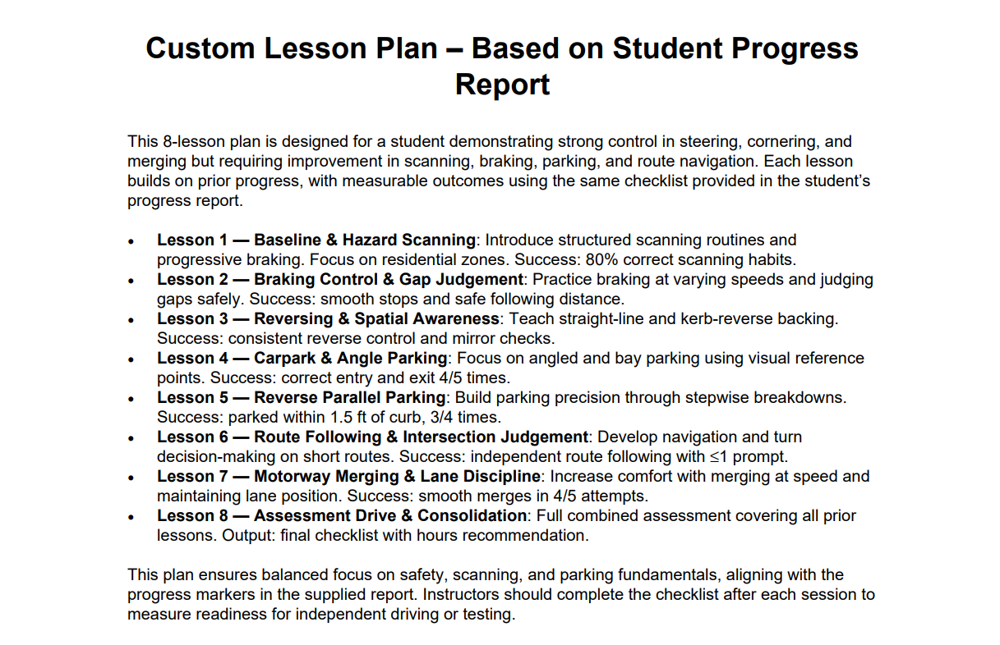 Custom Lesson Plan – Based on Student Progress
Report
This 8-lesson plan is designed for a student demonstrating strong control in steering, cornering, and
merging but requiring improvement in scanning, braking, parking, and route navigation. Each lesson
builds on prior progress, with measurable outcomes using the same checklist provided in the student’s
progress report.
• Lesson 1 — Baseline & Hazard Scanning: Introduce structured scanning routines and
progressive braking. Focus on residential zones. Success: 80% correct scanning habits.
• Lesson 2 — Braking Control & Gap Judgement: Practice braking at varying speeds and judging
gaps safely. Success: smooth stops and safe following distance.
• Lesson 3 — Reversing & Spatial Awareness: Teach straight-line and kerb-reverse backing.
Success: consistent reverse control and mirror checks.
• Lesson 4 — Carpark & Angle Parking: Focus on angled and bay parking using visual reference
points. Success: correct entry and exit 4/5 times.
• Lesson 5 — Reverse Parallel Parking: Build parking precision through stepwise breakdowns.
Success: parked within 1.5 ft of curb, 3/4 times.
• Lesson 6 — Route Following & Intersection Judgement: Develop navigation and turn
decision-making on short routes. Success: independent route following with ≤1 prompt.
• Lesson 7 — Motorway Merging & Lane Discipline: Increase comfort with merging at speed and
maintaining lane position. Success: smooth merges in 4/5 attempts.
• Lesson 8 — Assessment Drive & Consolidation: Full combined assessment covering all prior
lessons. Output: final checklist with hours recommendation.
This plan ensures balanced focus on safety, scanning, and parking fundamentals, aligning with the
progress markers in the supplied report. Instructors should complete the checklist after each session to
measure readiness for independent driving or testing.